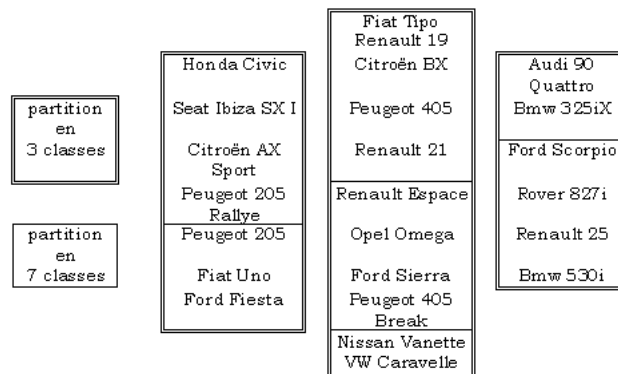 partition
en
3 classes
partition
en
7 classes
Honda Civic
Seat Ibiza SX I
Citroën AX
Sport
Peugeot 205
Rallye
Peugeot 205
Fiat Uno
Ford Fiesta
Fiat Tipo
Renault 19
Citroën BX
Peugeot 405
Renault 21
Renault Espace
Opel Omega
Ford Sierra
Peugeot 405
Break
Nissan Vanette
VW Caravelle
Audi 90
Quattro
Bmw 325iX
Ford Scorpio
Rover 827i
Renault 25
Bmw 530i